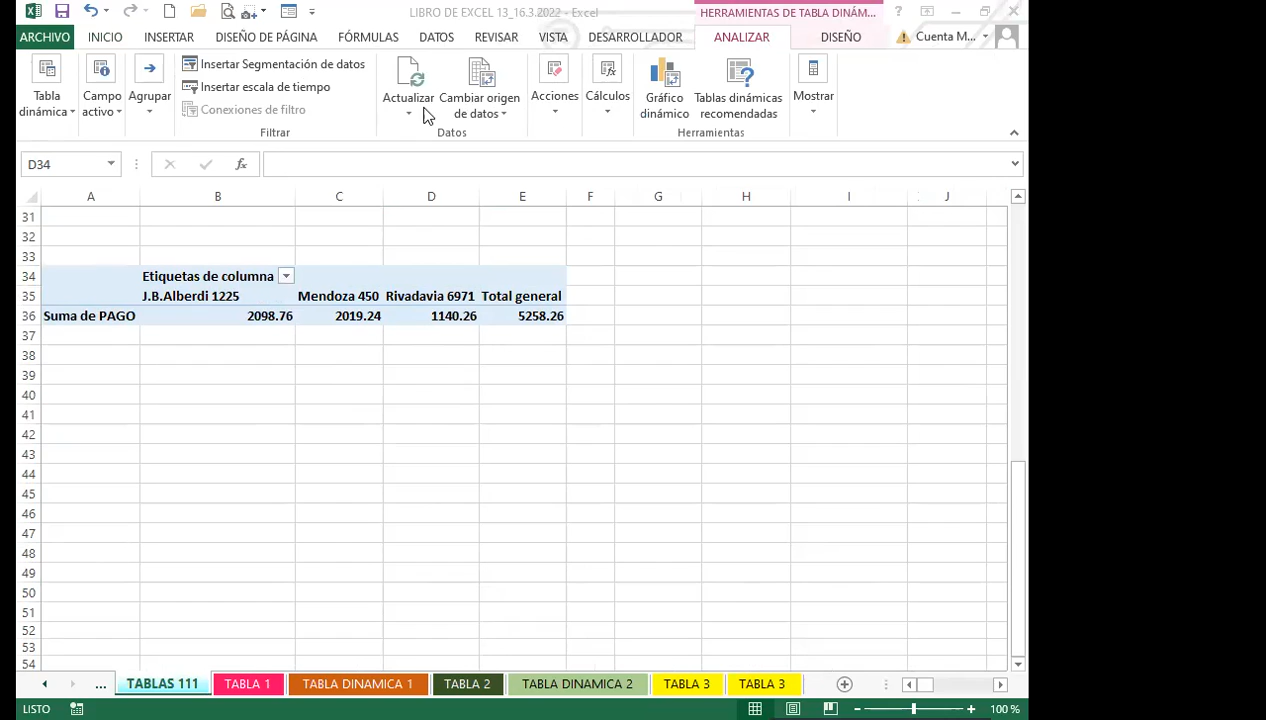 LIBRO DE EXCEL 13_16.3.2022 - Excel
HERRAMIENTAS DE TABLA DINÁM...
?
ARCHIVO INICIO INSERTAR DISEÑO DE PÁGINA FÓRMULAS DATOS REVISAR VISTA DESARROLLADOR ANALIZAR DISEÑO Cuenta M...
Tabla
dinámica
Campo
activo
Agrupar
Insertar Segmentación de datos
Insertar escala de tiempo
Conexiones de filtro
Filtrar
Actualizar
Cambiar origen
de datos
Datos
Acciones
Cálculos
Gráfico
dinámico
Tablas dinámicas
recomendadas
Herramientas
Mostrar
D34 fx
A B C D E F G H I J
31
32
33
34 Etiquetas de columna
35 J.B.Alberdi 1225 Mendoza 450 Rivadavia 6971 Total general
36 Suma de PAGO 2098.76 2019.24 1140.26 5258.26
37
38
39
40
41
42
43
44
45
46
47
48
49
50
51
52
53
54
... TABLAS 111 TABLA 1 TABLA DINAMICA 1 TABLA 2 TABLA DINAMICA 2 TABLA 3 TABLA 3
LISTO 100 %